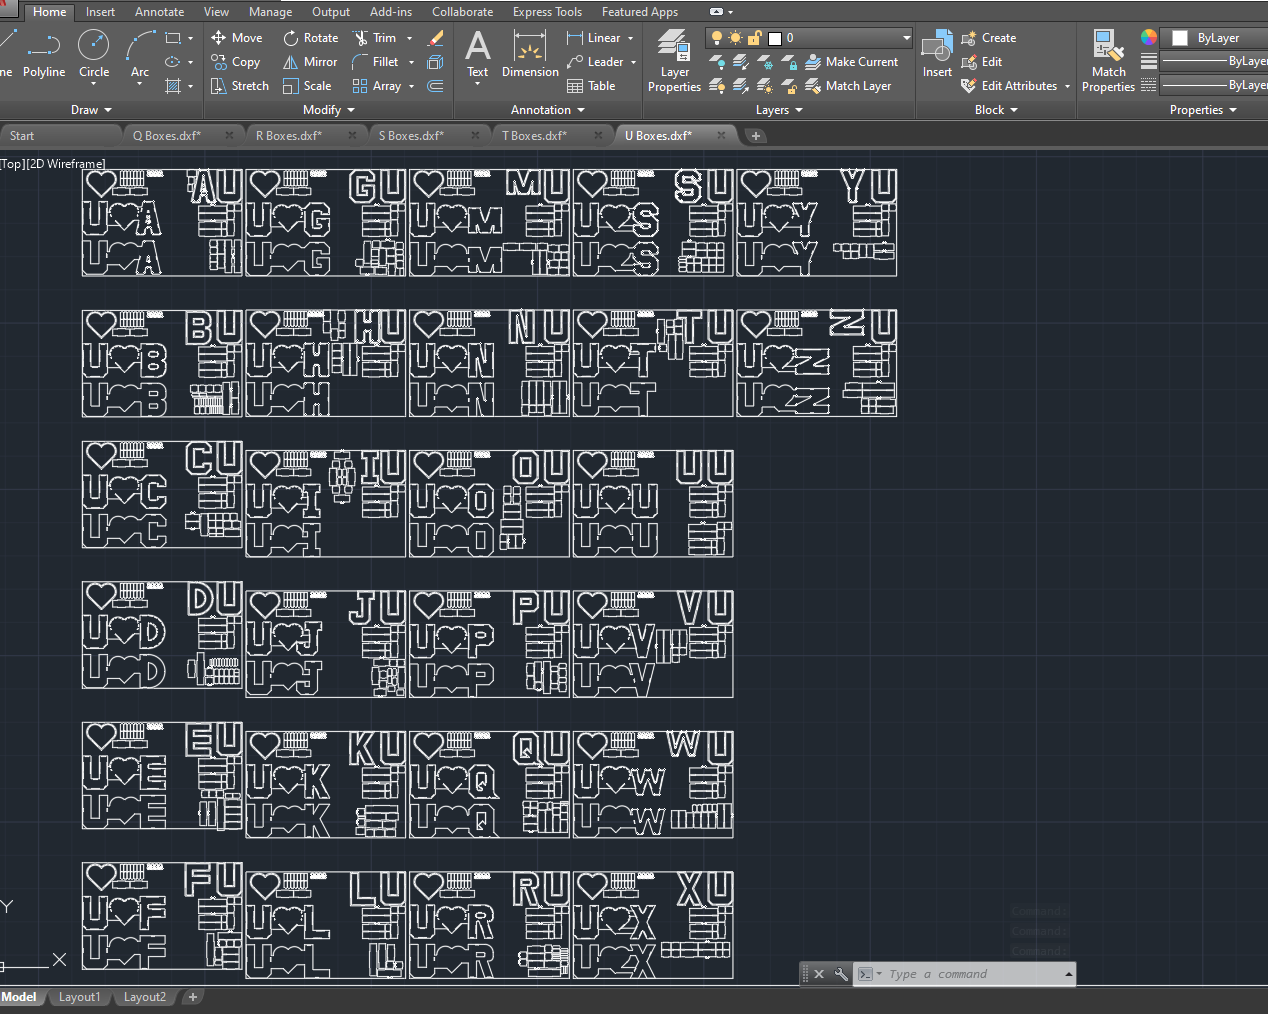 Home Insert Annotate View Manage Output Add-ins Collaborate Express Tools Featured Apps
Move Rotate Trim Linear 0 Create ByLayer
Polyline Circle Arc Copy Mirror Fillet Text Dimension Leader Layer Properties Make Current Insert Edit Match Properties ByLayer
Stretch Scale Array Table Match Layer Edit Attributes ByLayer
Draw Modify Annotation Layers Block Properties
Start Q Boxes.dxf* R Boxes.dxf* S Boxes.dxf* T Boxes.dxf* U Boxes.dxf*
[Top][2D Wireframe]
AU GU MU SU YU
U A U G U M U S U Y
U A U G U M U S U Y
BU HU NU TU ZU
U B U H U N U T U Z
U B U H U N U T U Z
CU IU OU UU
U C U I U O U U
U C U I U O U U
DU JU PU VU
U D U J U P U V
U D U J U P U V
EU KU QU WU
U E U K U Q U W
U E U K U Q U W
FU LU RU XU
U F U L U R U X
U F U L U R U X
Y
X
Command:
Command:
Command:
Type a command
Model Layout1 Layout2